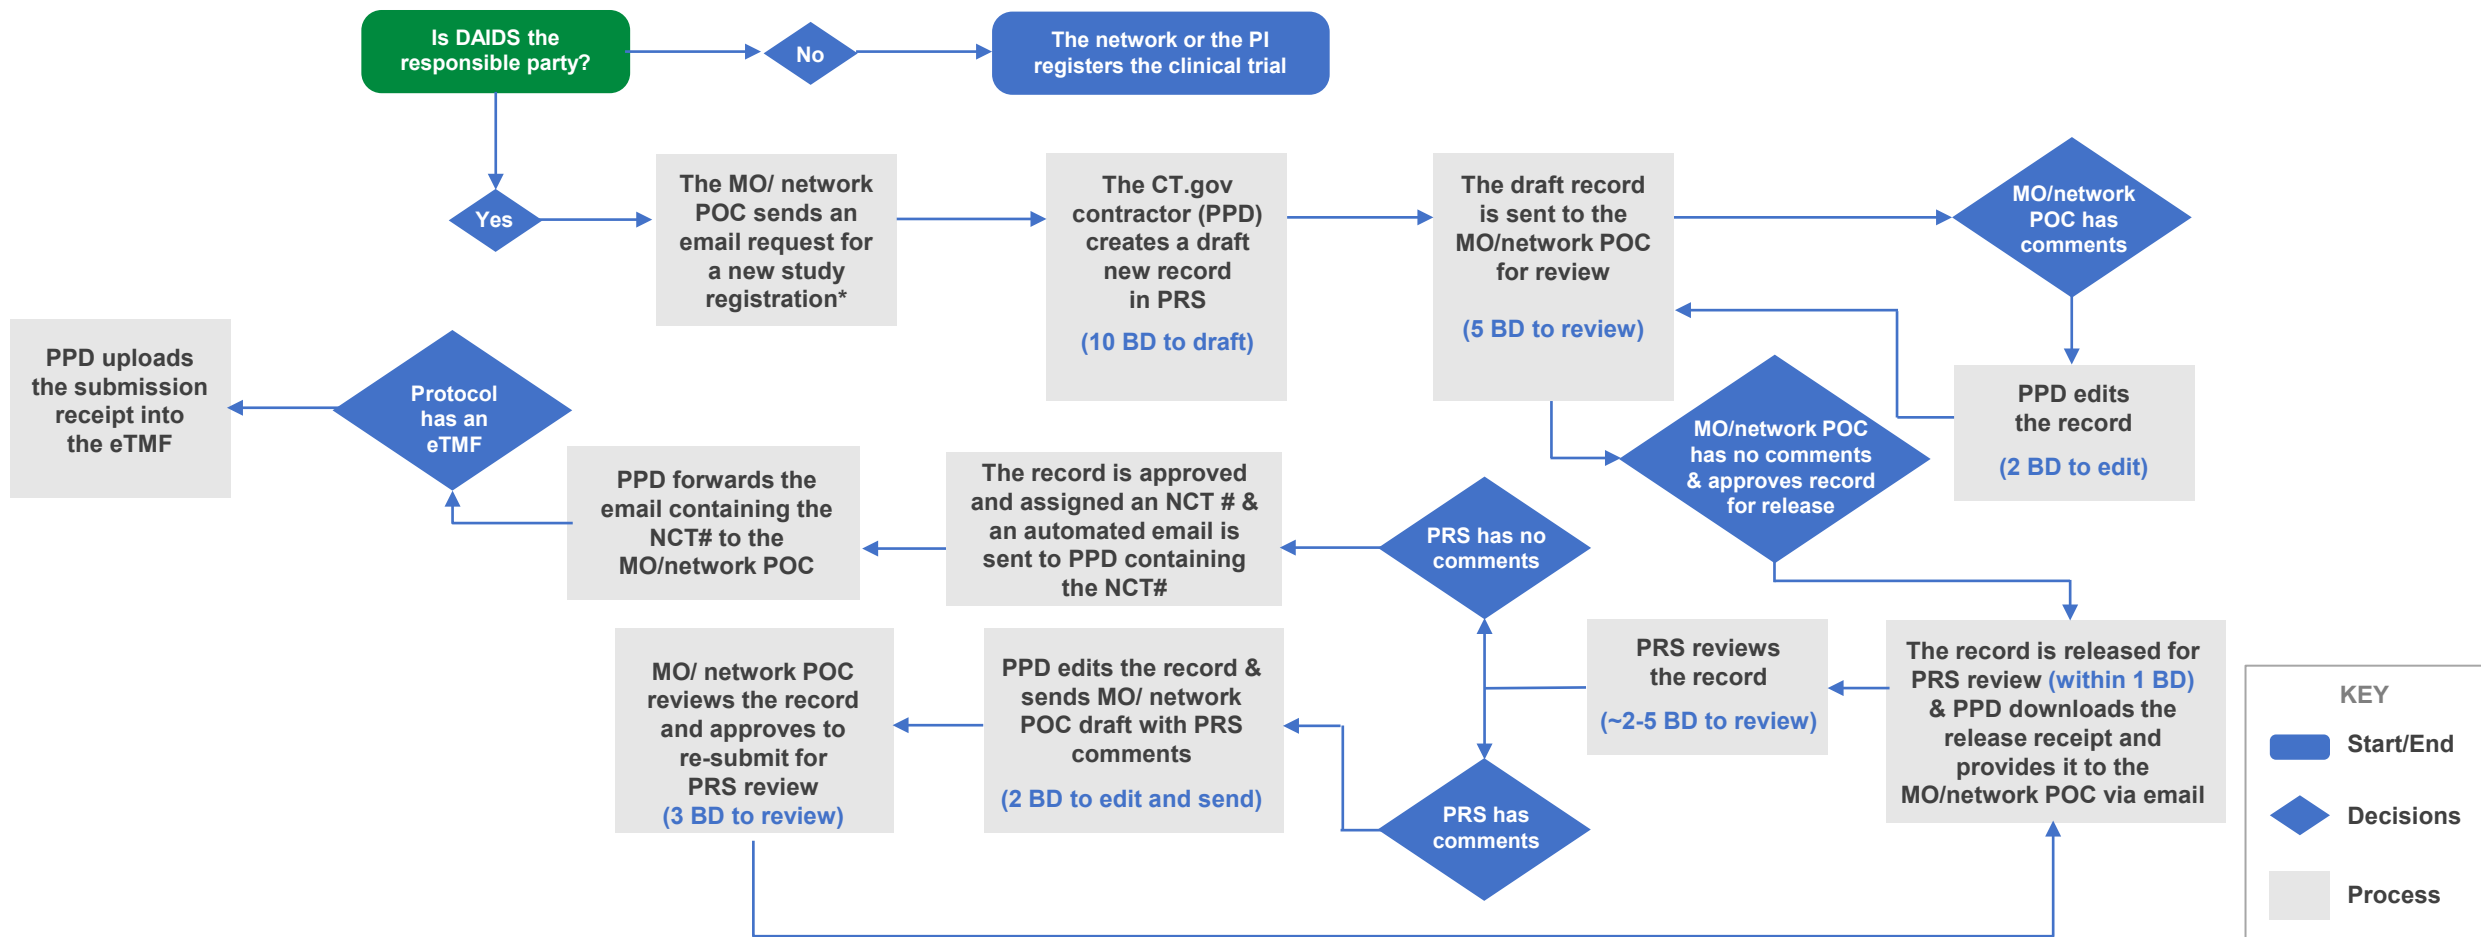 Is DAIDS the
responsible party?
No
The network or the PI
registers the clinical trial
Yes
The MO/ network
POC sends an
email request for
a new study
registration*
The CT.gov
contractor (PPD)
creates a draft
new record
in PRS
(10 BD to draft)
The draft record
is sent to the
MO/network POC
for review
(5 BD to review)
MO/network
POC has
comments
PPD edits
the record
(2 BD to edit)
MO/network POC
has no comments
& approves record
for release
The record is released for
PRS review (within 1 BD)
& PPD downloads the
release receipt and
provides it to the
MO/network POC via email
PRS reviews
the record
(~2-5 BD to review)
PRS has no
comments
PRS has
comments
The record is approved
and assigned an NCT # &
an automated email is
sent to PPD containing
the NCT#
PPD forwards the
email containing the
NCT# to the
MO/network POC
Protocol
has an
eTMF
PPD uploads
the submission
receipt into
the eTMF
PPD edits the record &
sends MO/ network
POC draft with PRS
comments
(2 BD to edit and send)
MO/ network POC
reviews the record
and approves to
re-submit for
PRS review
(3 BD to review)
KEY
Start/End
Decisions
Process